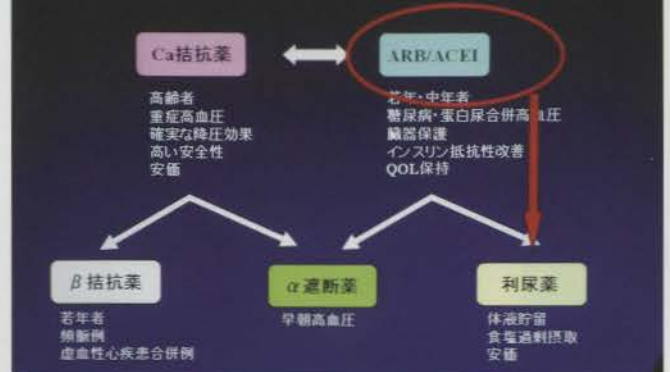 Ca拮抗薬
高齢者
重症高血圧
確実な降圧効果
高い安全性
安価
ARB/ACEI
若年・中年者
糖尿病・蛋白尿合併高血圧
臓器保護
インスリン抵抗性改善
QOL保持
β拮抗薬
若年者
頻脈例
虚血性心疾患合併例
α遮断薬
早朝高血圧
利尿薬
体液貯留
食塩過剰摂取
安価